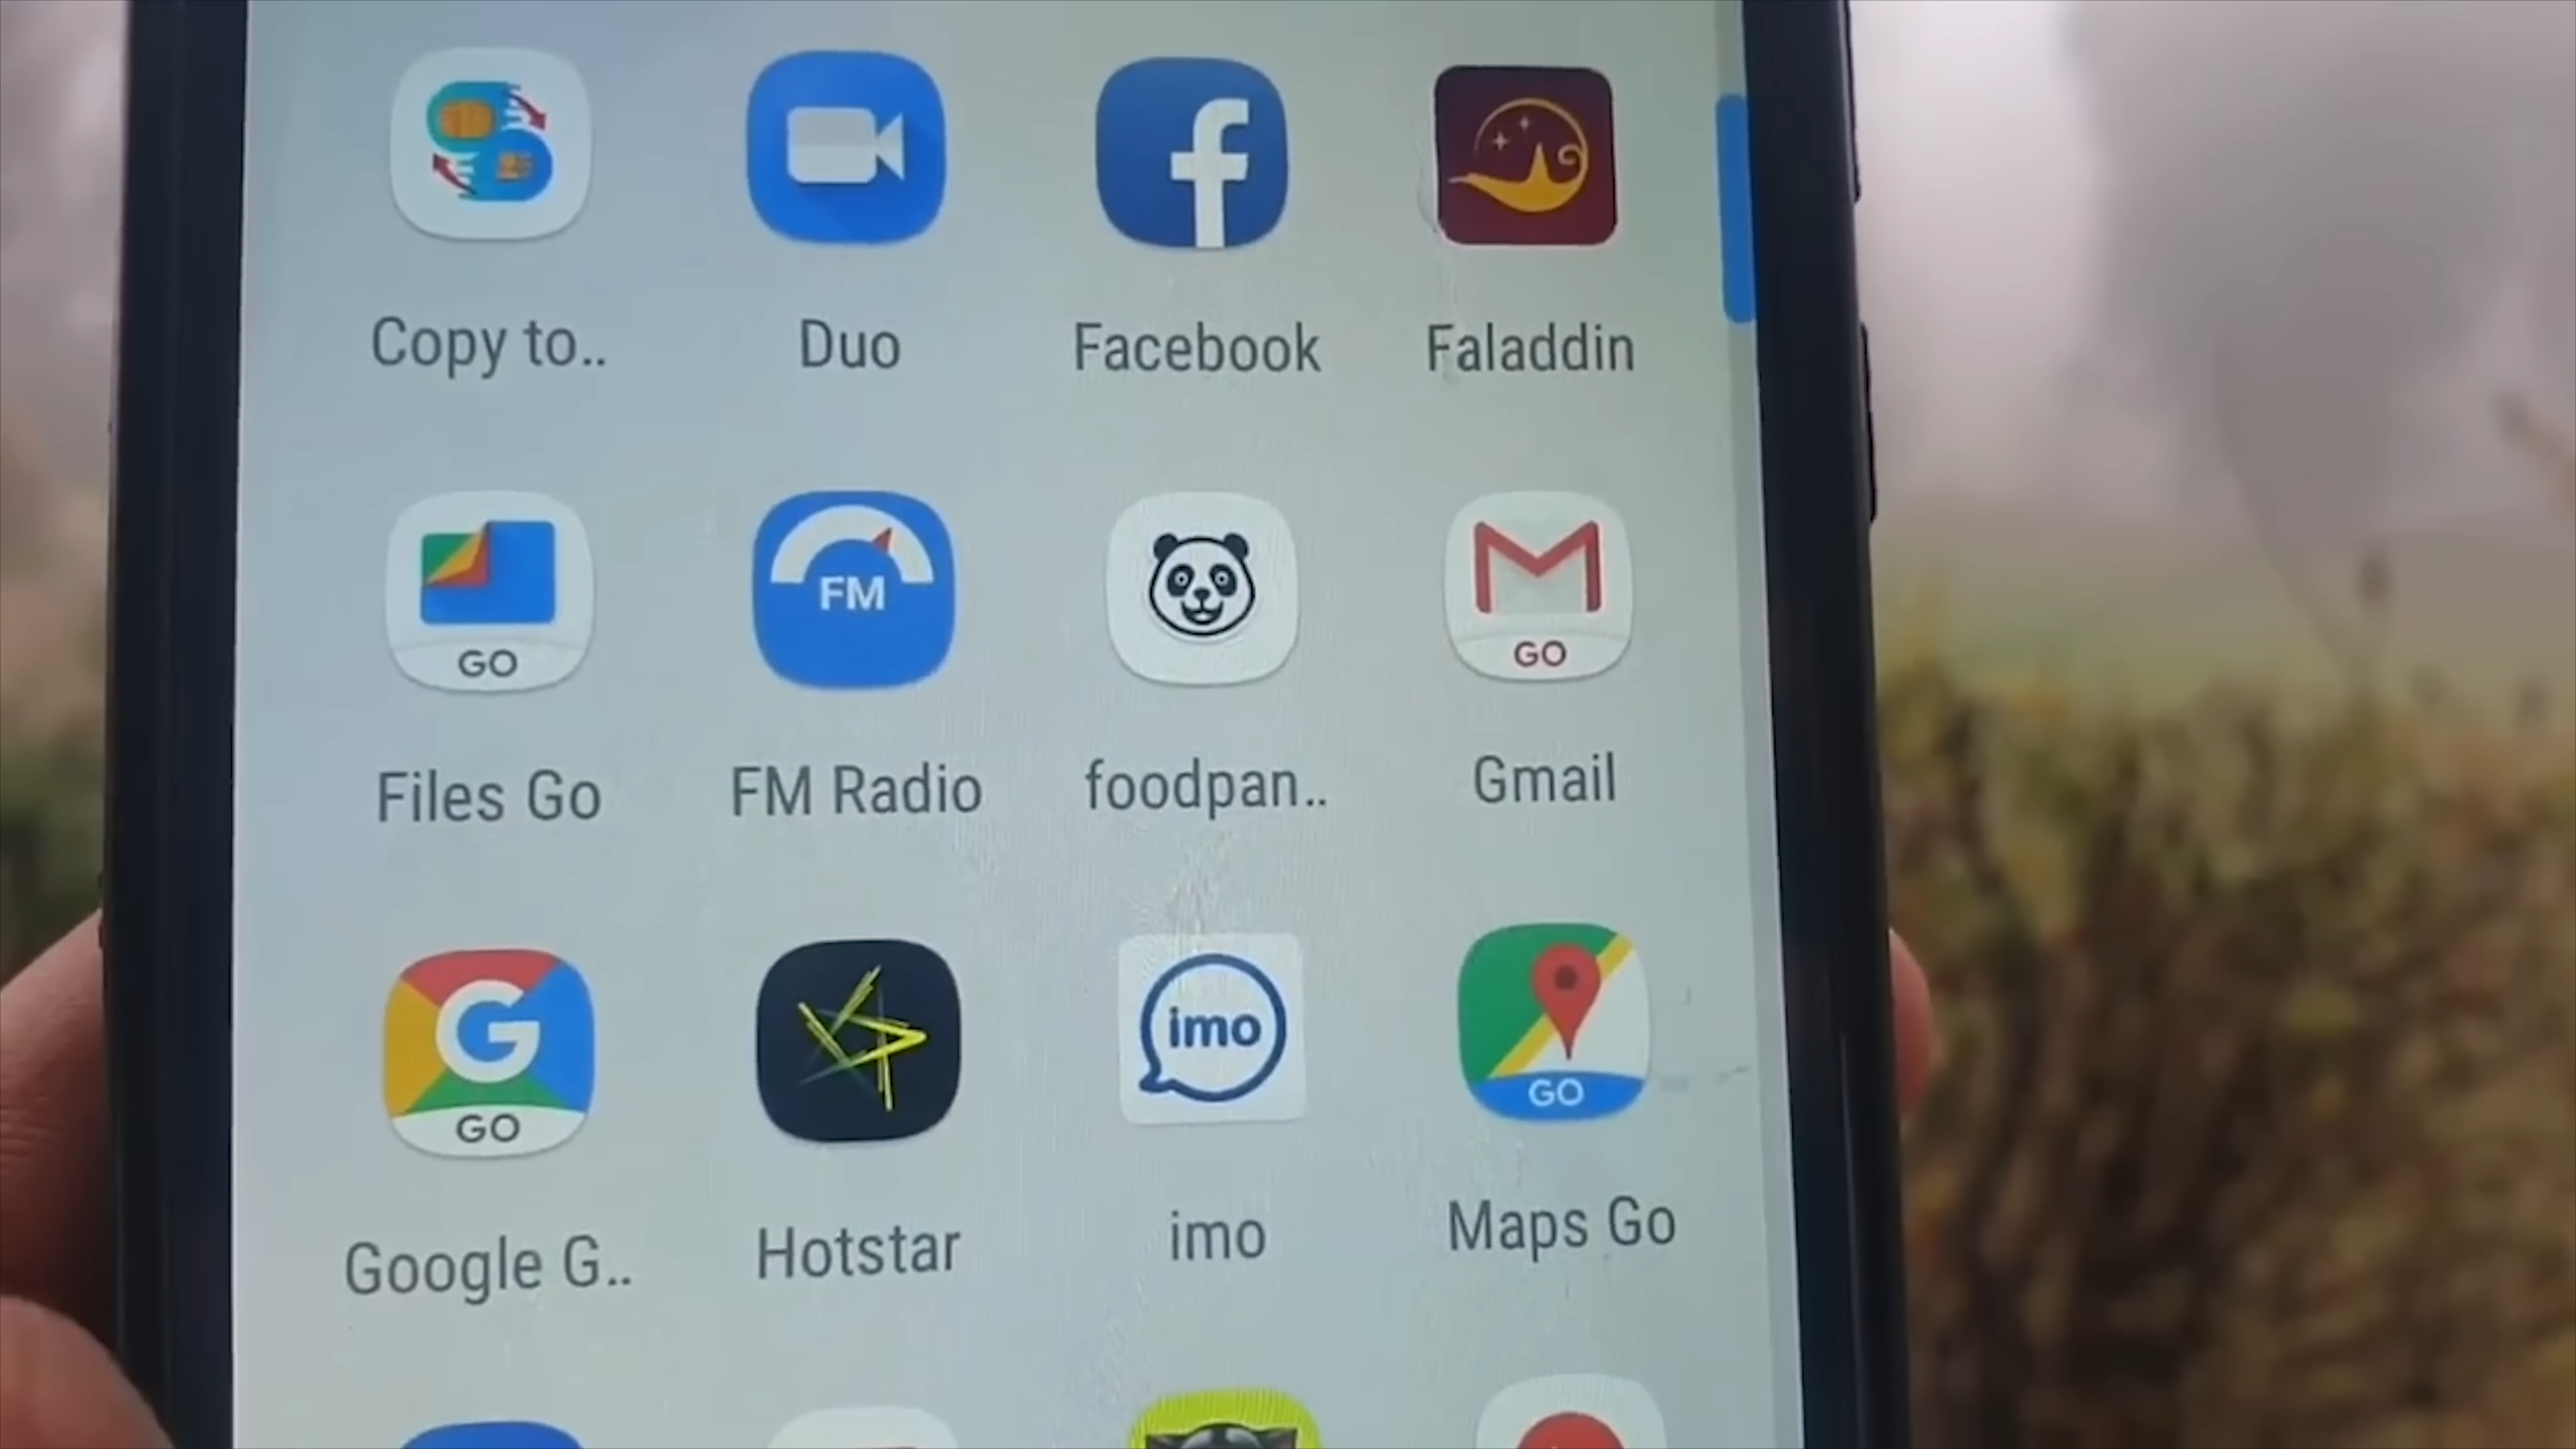 Copy to.. Duo Facebook Faladdin
GO FM GO
Files Go FM Radio foodpan.. Gmail
G GO imo GO
Google G.. Hotstar imo Maps Go